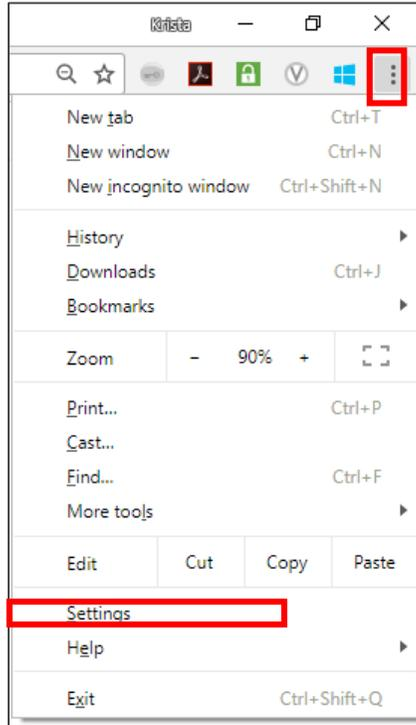 Krista
New tab Ctrl+T
New window Ctrl+N
New incognito window Ctrl+Shift+N
History
Downloads Ctrl+J
Bookmarks
Zoom - 90% +
Print... Ctrl+P
Cast...
Find... Ctrl+F
More tools
Edit Cut Copy Paste
Settings
Help
Exit Ctrl+Shift+Q